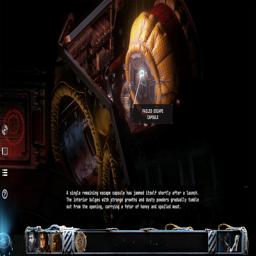 FAILED ESCAPE
CAPSULE
A single remaining escape capsule has jammed itself shortly after a launch.
The interior bulges with strange growths and dusty powders gradually tumble
out from the opening, carrying a fetor of honey and spoiled meat.